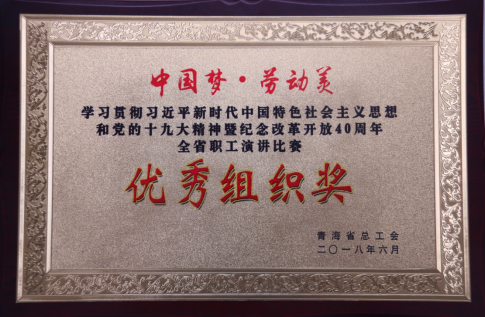 中国梦·劳动美
学习贯彻习近平新时代中国特色社会主义思想
和党的十九大精神暨纪念改革开放40周年
全省职工演讲比赛
优秀组织奖
青海省总工会
二〇一八年六月